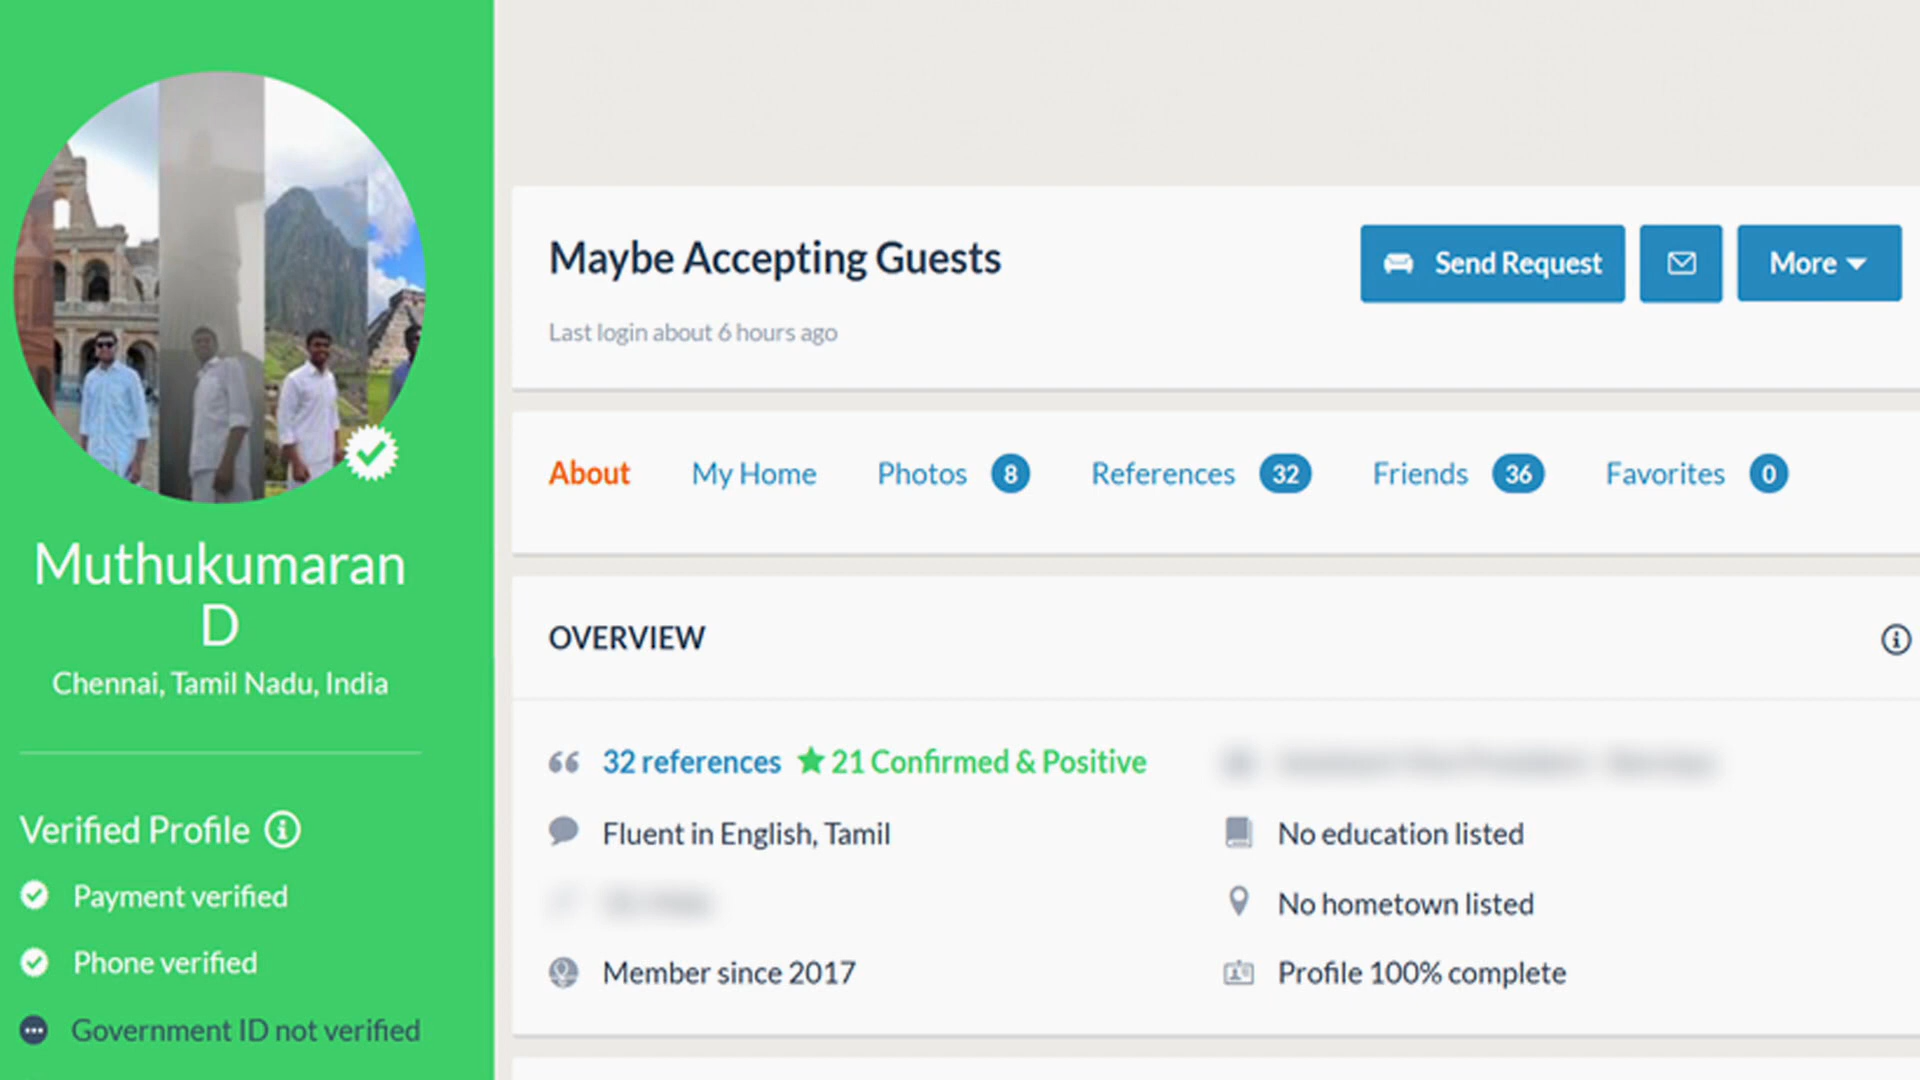 Muthukumaran
D
Chennai, Tamil Nadu, India
Verified Profile
Payment verified
Phone verified
Government ID not verified
Maybe Accepting Guests
Last login about 6 hours ago
Send Request
More
About My Home Photos 8 References 32 Friends 36 Favorites 0
OVERVIEW
32 references 21 Confirmed & Positive
Fluent in English, Tamil
Member since 2017
No education listed
No hometown listed
Profile 100% complete